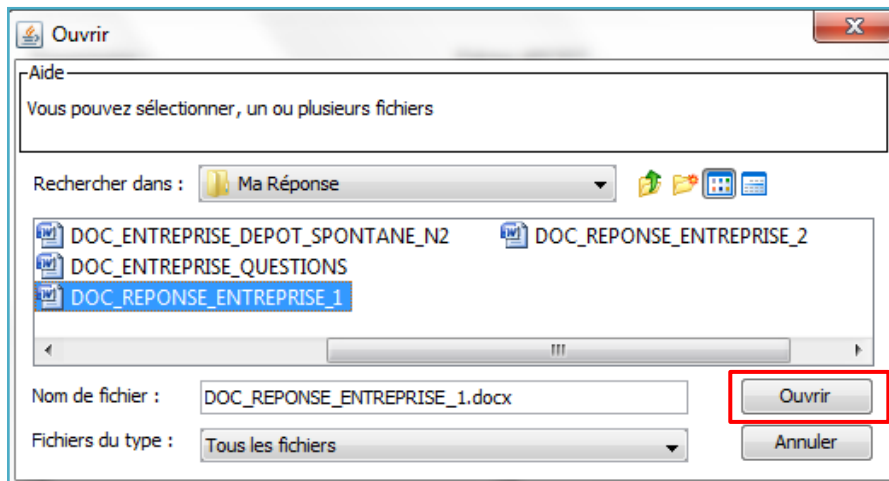 Ouvrir
Aide
Vous pouvez sélectionner, un ou plusieurs fichiers
Rechercher dans : Ma Réponse
DOC_ENTREPRISE_DEPOT_SPONTANE_N2 DOC_REPONSE_ENTREPRISE_2
DOC_ENTREPRISE_QUESTIONS
DOC_REPONSE_ENTREPRISE_1
Nom de fichier : DOC_REPONSE_ENTREPRISE_1.docx Ouvrir
Fichiers du type : Tous les fichiers Annuler